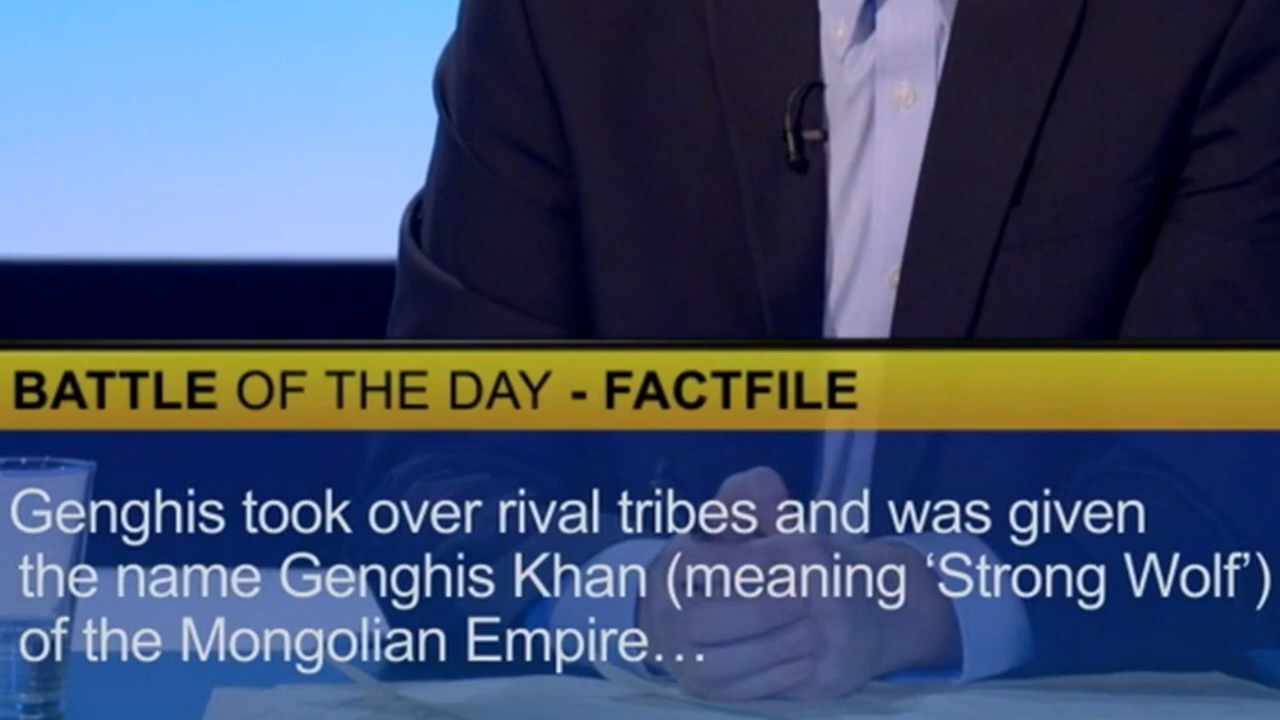 BATTLE OF THE DAY - FACTFILE
Genghis took over rival tribes and was given
the name Genghis Khan (meaning ‘Strong Wolf’)
of the Mongolian Empire…